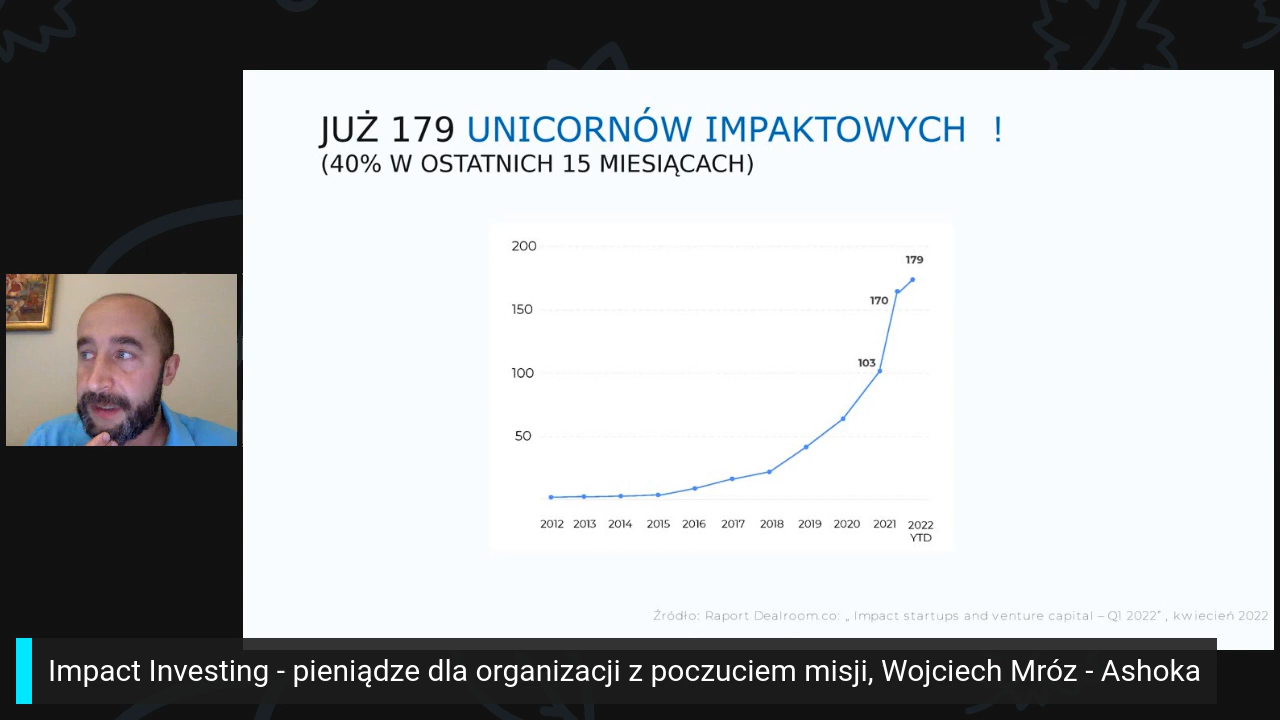 JUŻ 179 UNICORNÓW IMPAKTOWYCH !
(40% W OSTATNICH 15 MIESIĄCACH)
200
179
170
150
103
100
50
2012 2013 2014 2015 2016 2017 2018 2019 2020 2021 2022
YTD
Źródło: Raport Dealroom.co: „ Impact startups and venture capital – Q1 2022” , kwiecień 2022
Impact Investing - pieniądze dla organizacji z poczuciem misji, Wojciech Mróz - Ashoka